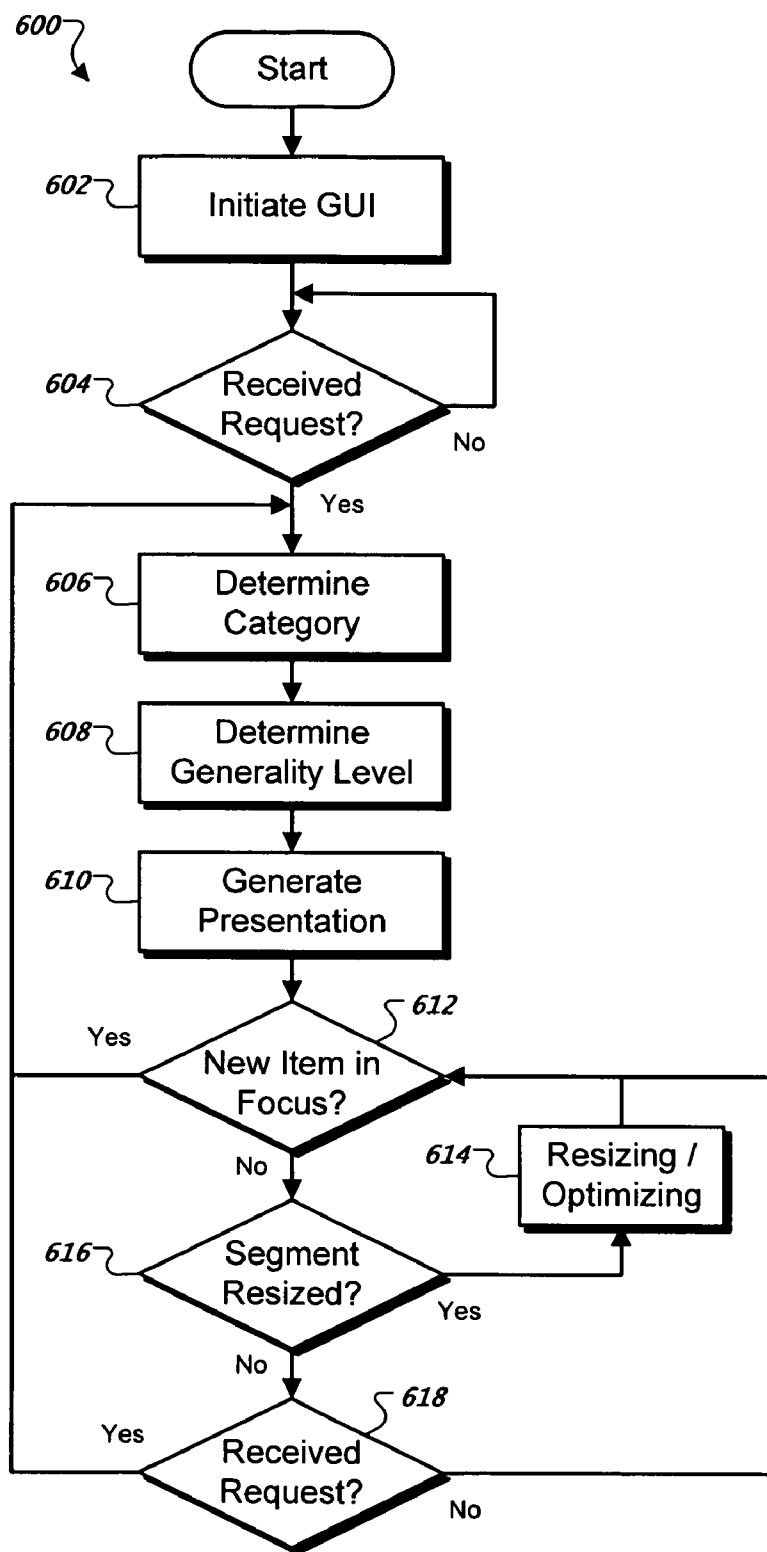 600
Start
602
Initiate GUI
604
Received
Request?
No
Yes
606
Determine
Category
608
Determine
Generality Level
610
Generate
Presentation
612
Yes
New Item in
Focus?
No
614
Resizing /
Optimizing
616
Segment
Resized?
Yes
No
618
Yes
Received
Request?
No